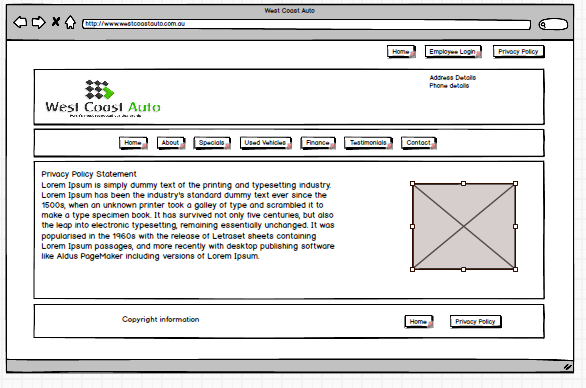 West Coast Auto
http://www.westcoastauto.com.au
Home Employee Login Privacy Policy
Address Details
Phone details
West Coast Auto
Home About Specials Used Vehicles Finance Testimonials Contact
Privacy Policy Statement
Lorem Ipsum is simply dummy text of the printing and typesetting industry.
Lorem Ipsum has been the industry's standard dummy text ever since the
1500s, when an unknown printer took a galley of type and scrambled it to
make a type specimen book. It has survived not only five centuries, but also
the leap into electronic typesetting, remaining essentially unchanged. It was
popularised in the 1960s with the release of Letraset sheets containing
Lorem Ipsum passages, and more recently with desktop publishing software
like Aldus PageMaker including versions of Lorem Ipsum.
Copyright information
Home Privacy Policy